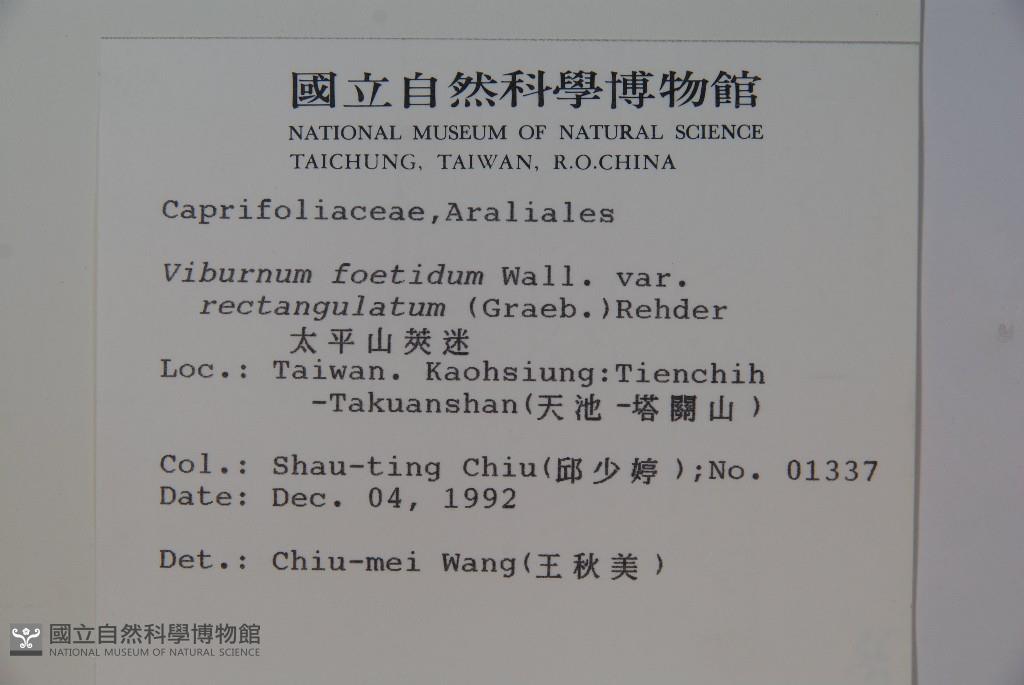 國立自然科學博物館
NATIONAL MUSEUM OF NATURAL SCIENCE
TAICHUNG, TAIWAN, R.O.CHINA
Caprifoliaceae,Araliales
Viburnum foetidum Wall. var.
rectangulatum (Graeb.)Rehder
太平山莢迷
Loc.: Taiwan. Kaohsiung:Tienchih
-Takuanshan(天池-塔關山)
Col.: Shau-ting Chiu(邱少婷);No. 01337
Date: Dec. 04, 1992
Det.: Chiu-mei Wang(王秋美)
國立自然科學博物館
NATIONAL MUSEUM OF NATURAL SCIENCE